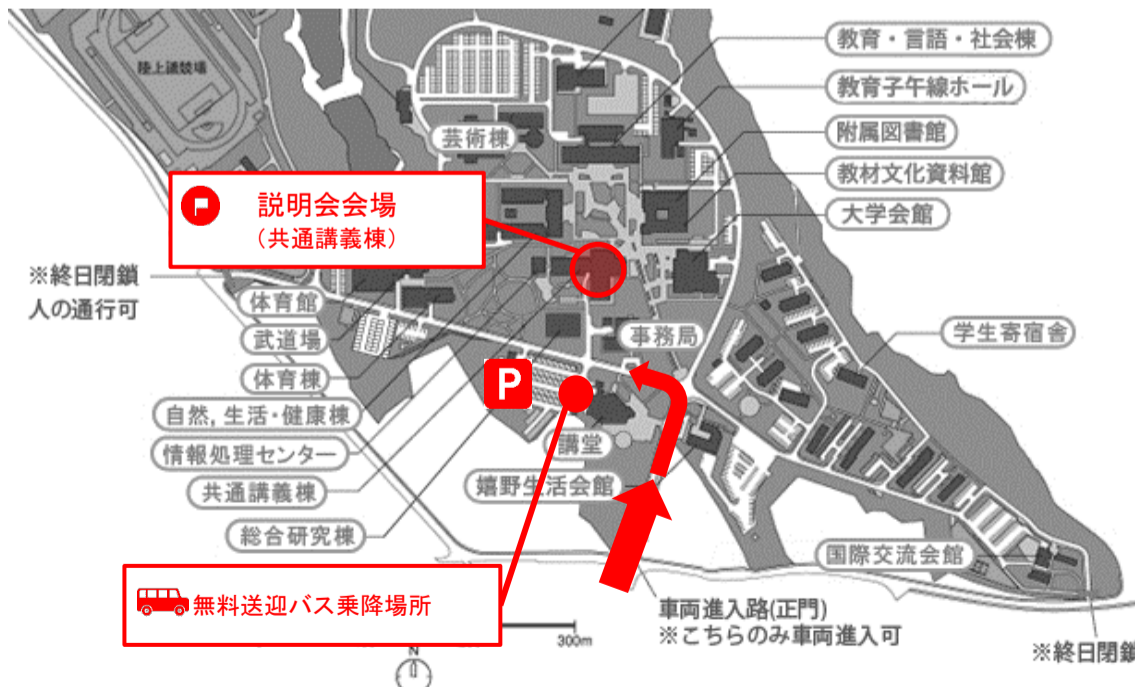 陸上競技場
教育・言語・社会棟
教育子午線ホール
附属図書館
教材文化資料館
大学会館
芸術棟
説明会会場
(共通講義棟)
※終日閉鎖
人の通行可
体育館
武道場
体育棟
自然,生活・健康棟
情報処理センター
共通講義棟
総合研究棟
事務局
学生寄宿舎
P
講堂
嬉野生活会館
国際交流会館
無料送迎バス乗降場所
300m
N
車両進入路(正門)
※こちらのみ車両進入可
※終日閉鎖